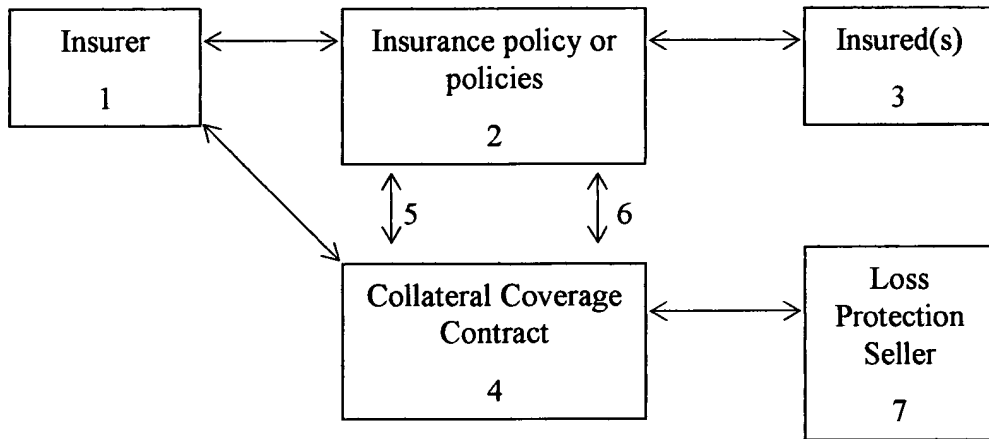 Insurer
1
Insurance policy or
policies
2
Insured(s)
3
5
6
Collateral Coverage
Contract
4
Loss
Protection
Seller
7